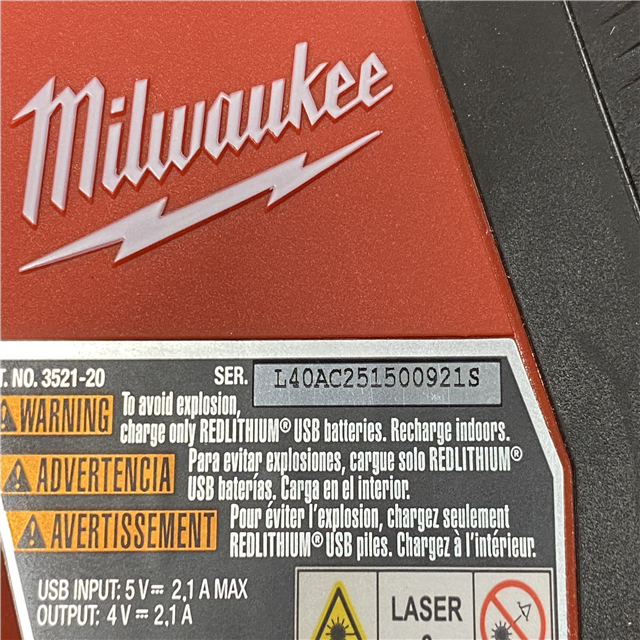 Milwaukee
T. NO. 3521-20 SER. L40AC251500921S
WARNING To avoid explosion,
charge only REDLITHIUM® USB batteries. Recharge indoors.
ADVERTENCIA Para evitar explosiones, cargue solo REDLITHIUM®
USB baterías. Carga en el interior.
AVERTISSEMENT Pour éviter l'explosion, chargez seulement
REDLITHIUM® USB piles. Chargez à l'intérieur.
USB INPUT: 5 V⎓ 2,1 A MAX
OUTPUT: 4 V⎓ 2,1 A
LASER